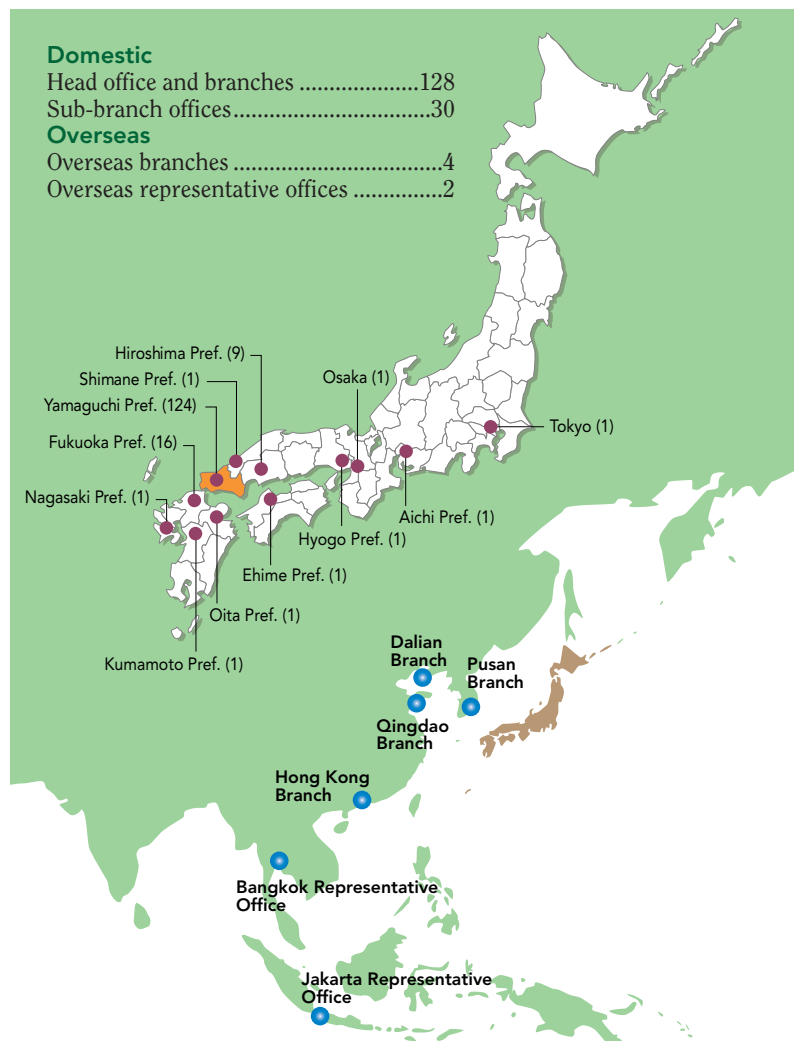 Domestic
Head office and branches ....................128
Sub-branch offices.................................30
Overseas
Overseas branches ...................................4
Overseas representative offices ...............2
Hiroshima Pref. (9)
Shimane Pref. (1)
Osaka (1)
Yamaguchi Pref. (124)
Tokyo (1)
Fukuoka Pref. (16)
Nagasaki Pref. (1)
Aichi Pref. (1)
Hyogo Pref. (1)
Ehime Pref. (1)
Oita Pref. (1)
Kumamoto Pref. (1)
Dalian
Branch
Pusan
Branch
Qingdao
Branch
Hong Kong
Branch
Bangkok Representative
Office
Jakarta Representative
Office